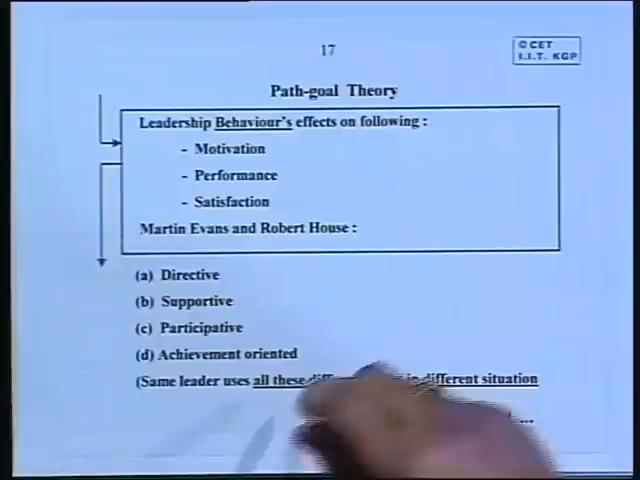 17
© CET
I.I.T. KGP
Path-goal Theory
Leadership Behaviour's effects on following :
- Motivation
- Performance
- Satisfaction
Martin Evans and Robert House :
(a) Directive
(b) Supportive
(c) Participative
(d) Achievement oriented
(Same leader uses all these in different situation